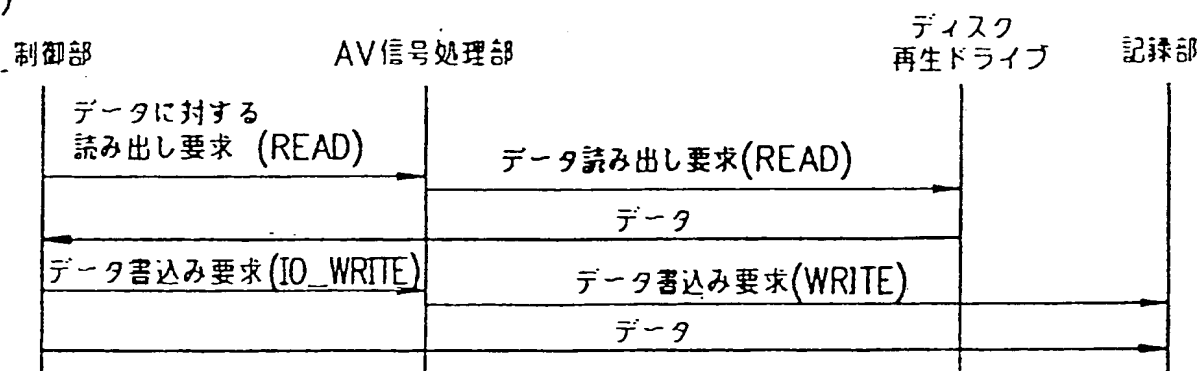 )
制御部
AV信号処理部
ディスク
再生ドライブ
記録部
データに対する
読み出し要求 (READ)
データ読み出し要求(READ)
データ
データ書込み要求(IO_WRITE)
データ書込み要求(WRITE)
データ